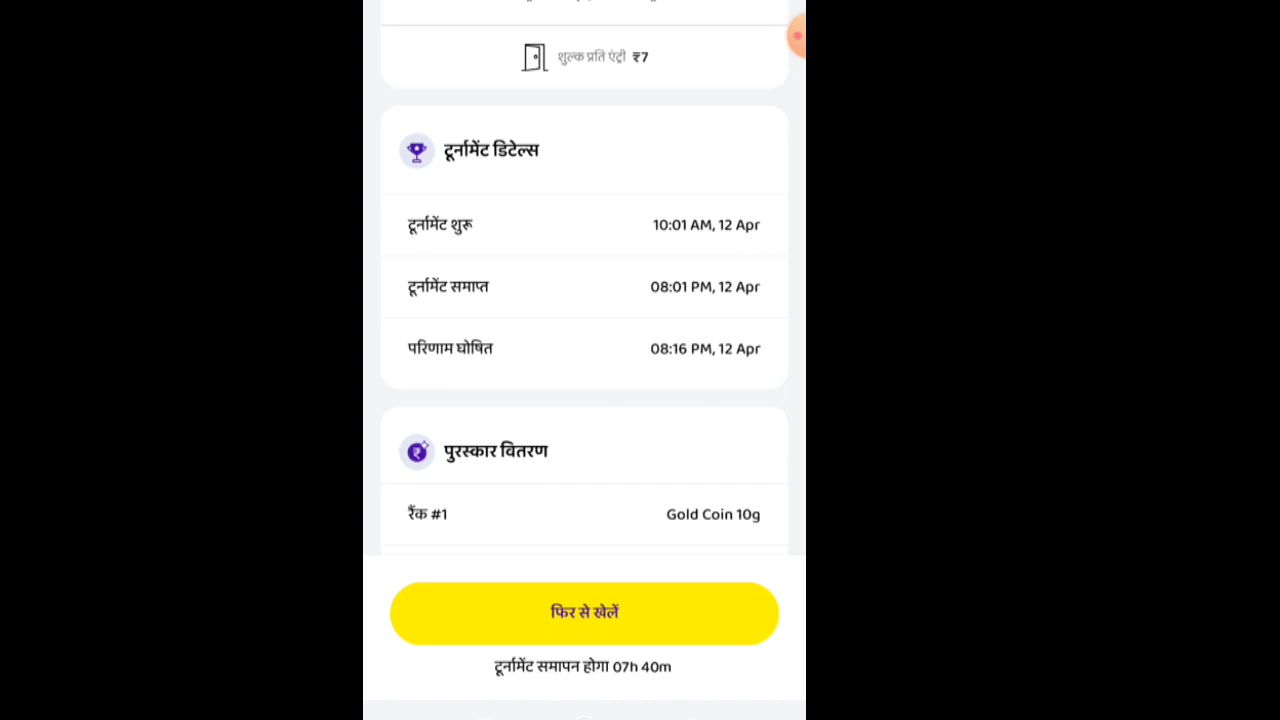 शुल्क प्रति एंट्री ₹7
टूर्नामेंट डिटेल्स
टूर्नामेंट शुरू 10:01 AM, 12 Apr
टूर्नामेंट समाप्त 08:01 PM, 12 Apr
परिणाम घोषित 08:16 PM, 12 Apr
पुरस्कार वितरण
रैंक #1 Gold Coin 10g
फिर से खेलें
टूर्नामेंट समापन होगा 07h 40m